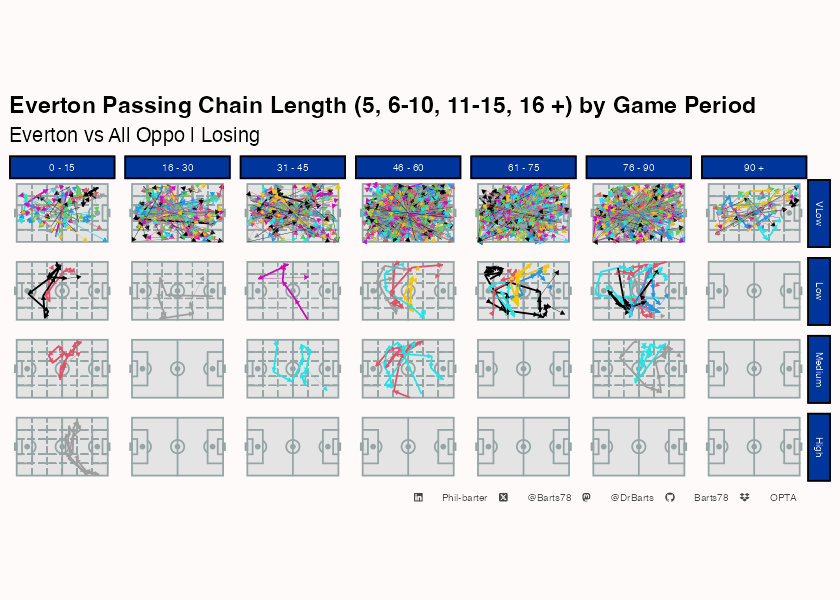 Everton Passing Chain Length (5, 6-10, 11-15, 16 +) by Game Period
Everton vs All Oppo | Losing
0 - 15 16 - 30 31 - 45 46 - 60 61 - 75 76 - 90 90 +
VLow
Low
Medium
High
Phil-barter @Barts78 @DrBarts Barts78 OPTA